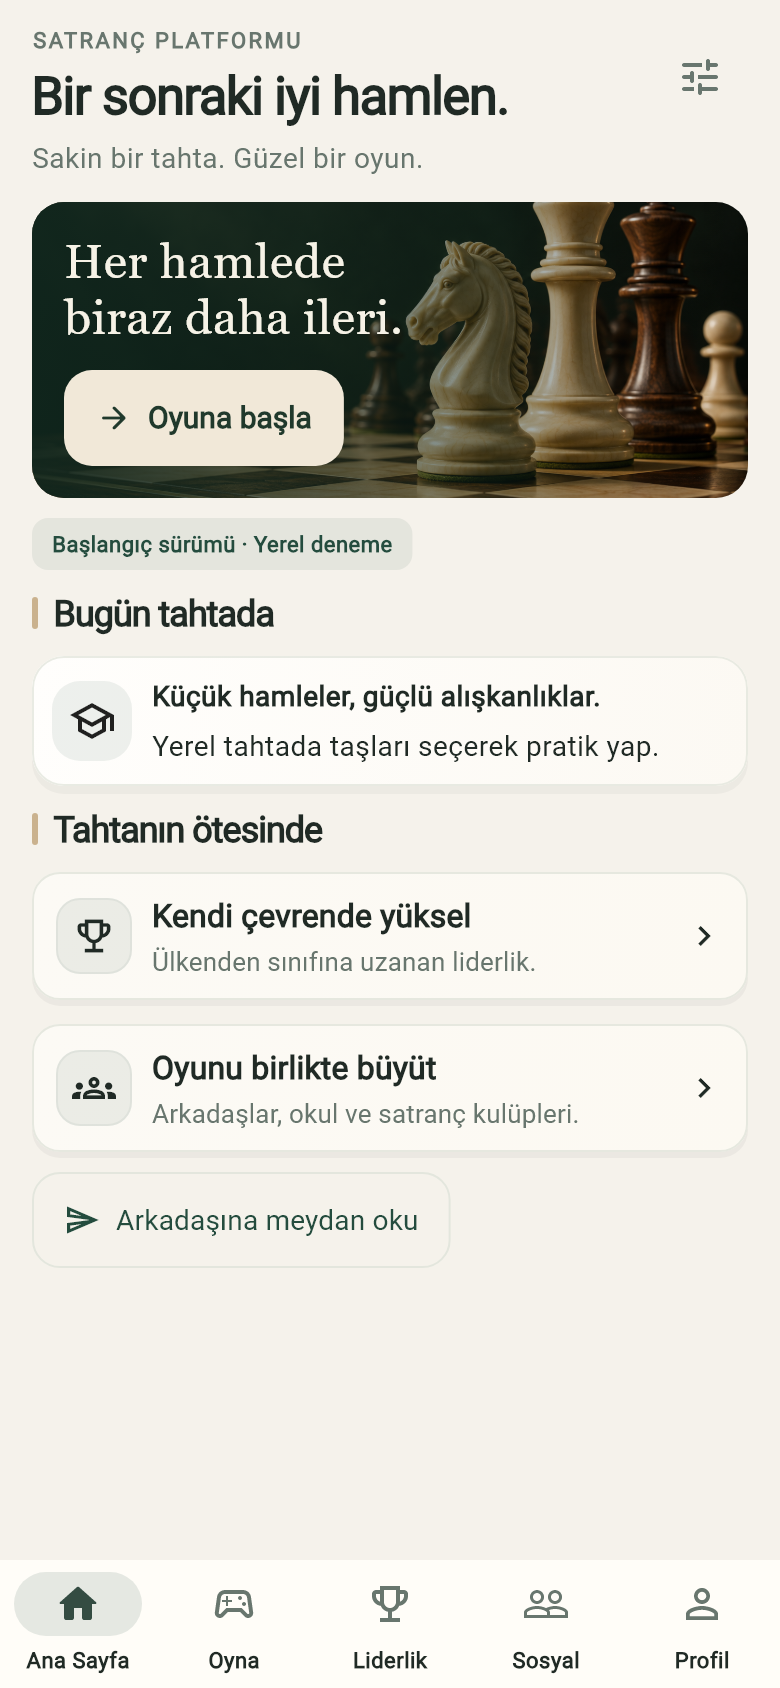 SATRANÇ PLATFORMU
Bir sonraki iyi hamlen.
Sakin bir tahta. Güzel bir oyun.
Her hamlede
biraz daha ileri.
Oyuna başla
Başlangıç sürümü · Yerel deneme
Bugün tahtada
Küçük hamleler, güçlü alışkanlıklar.
Yerel tahtada taşları seçerek pratik yap.
Tahtanın ötesinde
Kendi çevrende yüksel
Ülkenden sınıfına uzanan liderlik.
Oyunu birlikte büyüt
Arkadaşlar, okul ve satranç kulüpleri.
Arkadaşına meydan oku
Ana Sayfa
Oyna
Liderlik
Sosyal
Profil